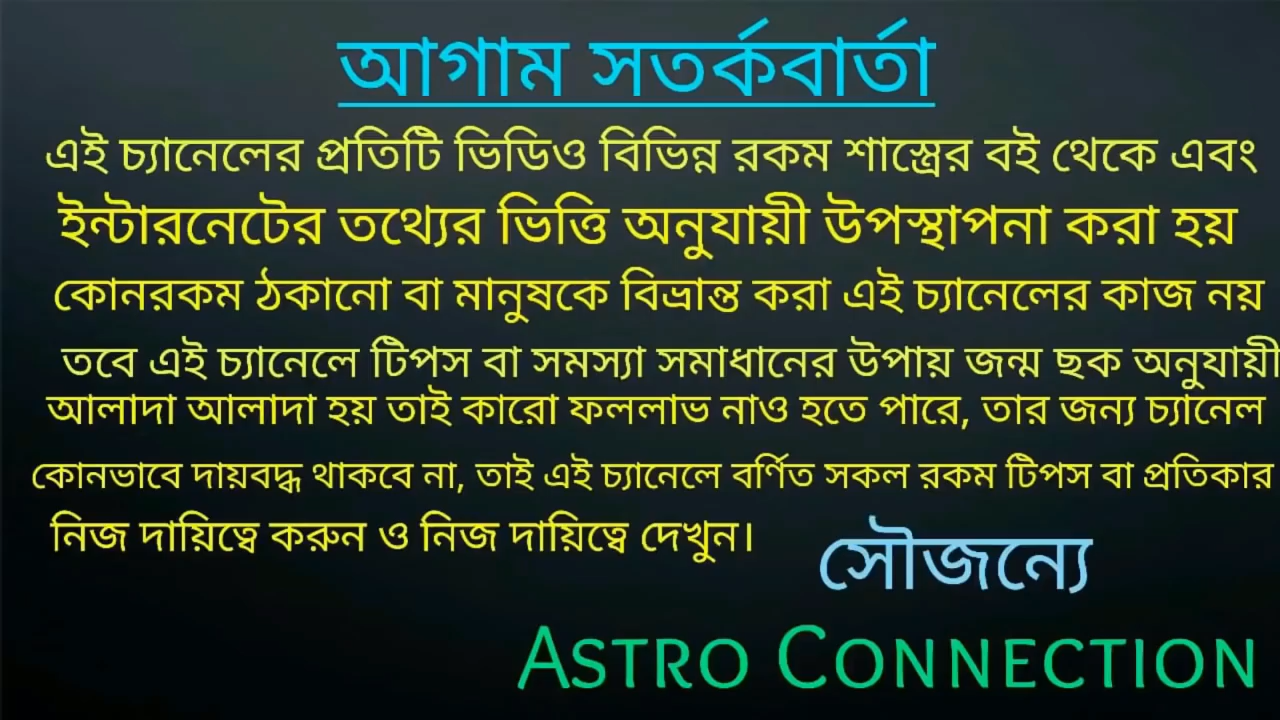 আগাম সতর্কবার্তা
এই চ্যানেলের প্রতিটি ভিডিও বিভিন্ন রকম শাস্ত্রের বই থেকে এবং
ইন্টারনেটের তথ্যের ভিত্তি অনুযায়ী উপস্থাপনা করা হয়
কোনরকম ঠকানো বা মানুষকে বিভ্রান্ত করা এই চ্যানেলের কাজ নয়
তবে এই চ্যানেলে টিপস বা সমস্যা সমাধানের উপায় জন্ম ছক অনুযায়ী
আলাদা আলাদা হয় তাই কারো ফললাভ নাও হতে পারে, তার জন্য চ্যানেল
কোনভাবে দায়বদ্ধ থাকবে না, তাই এই চ্যানেলে বর্ণিত সকল রকম টিপস বা প্রতিকার
নিজ দায়িত্বে করুন ও নিজ দায়িত্বে দেখুন।
সৌজন্যে
ASTRO CONNECTION